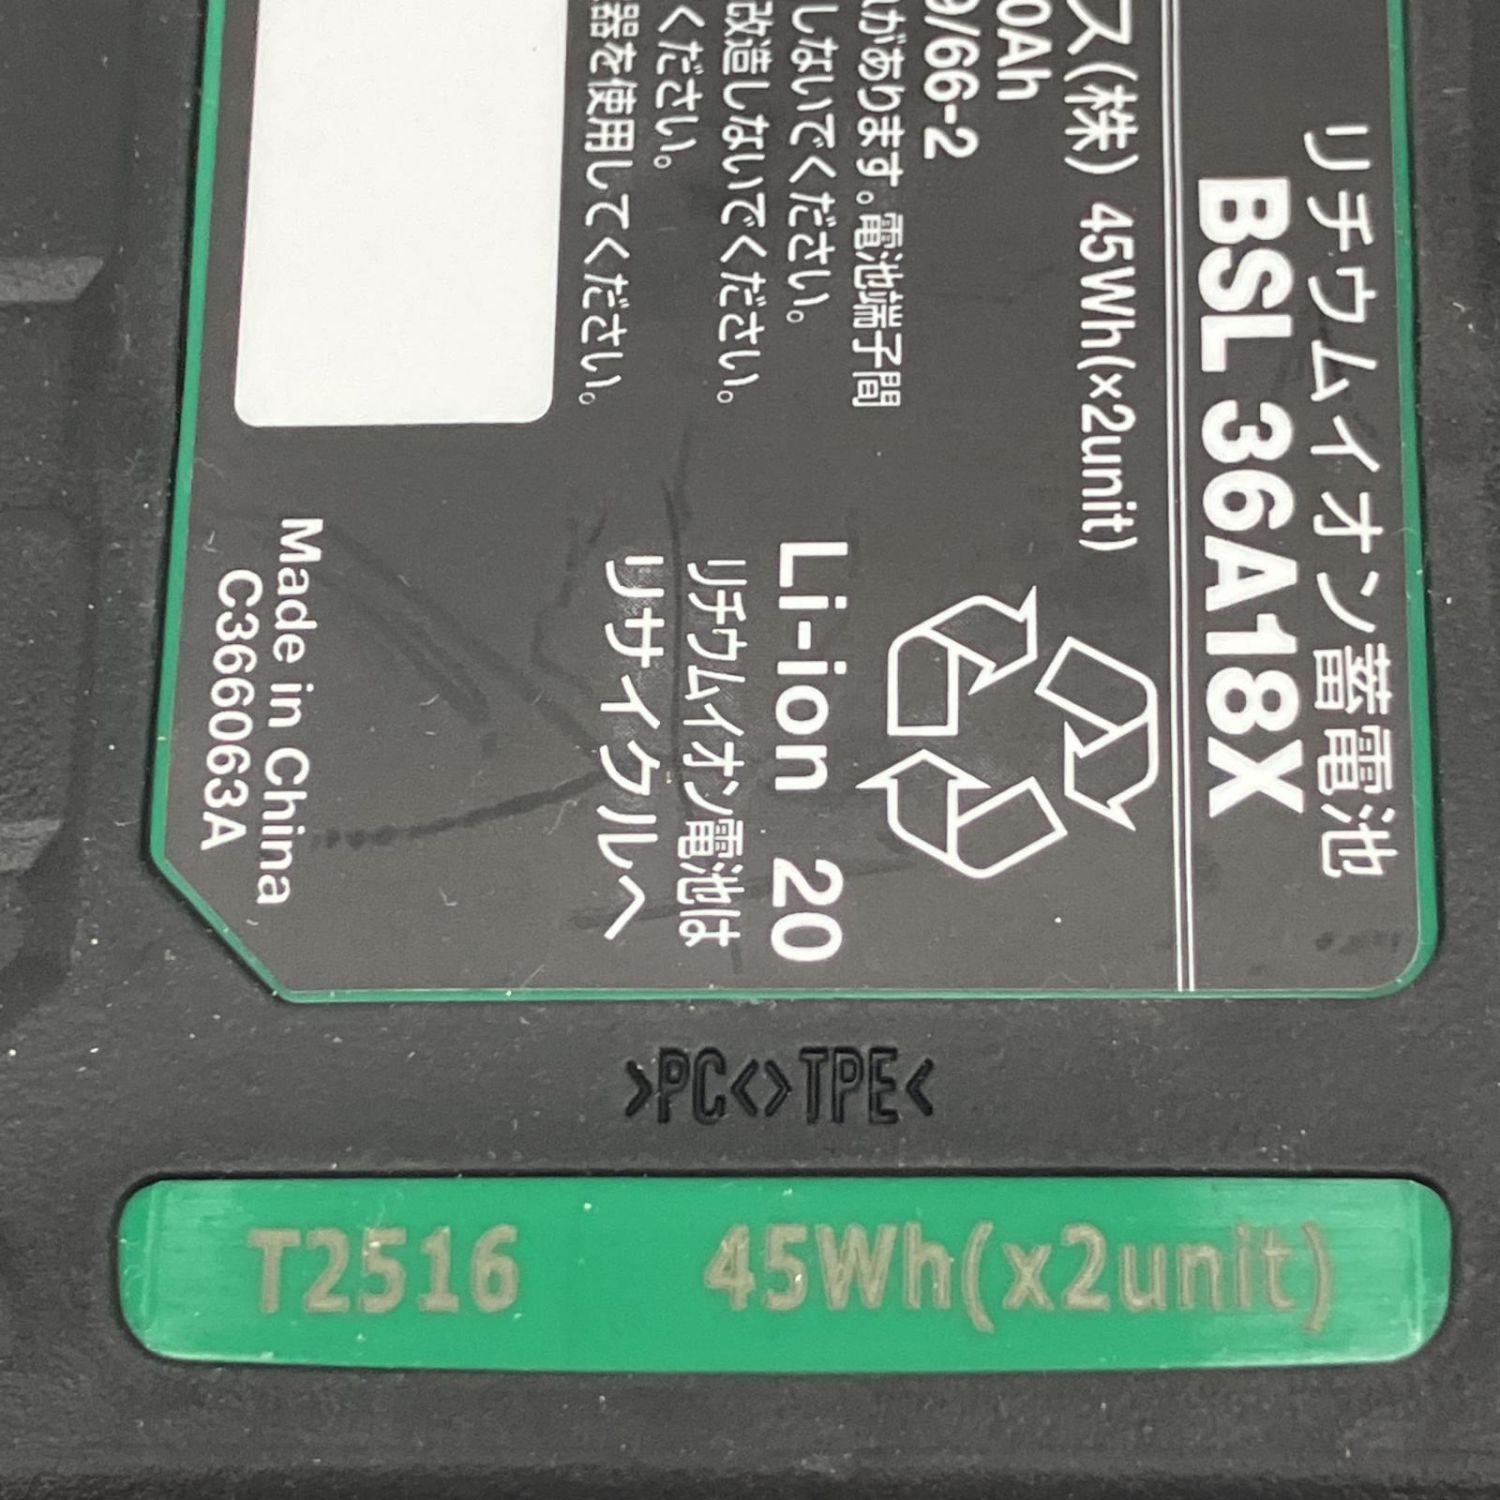 リチウムイオン蓄電池
BSL 36A18X
ス(株) 45Wh(x2unit)
0Ah
9/66-2
があります。電池端子間
しないでください。
改造しないでください。
ください。
器を使用してください。
Li-ion 20
リチウムイオン電池は
リサイクルへ
Made in China
C366063A
>PC<>TPE<
T2516 45Wh(x2unit)